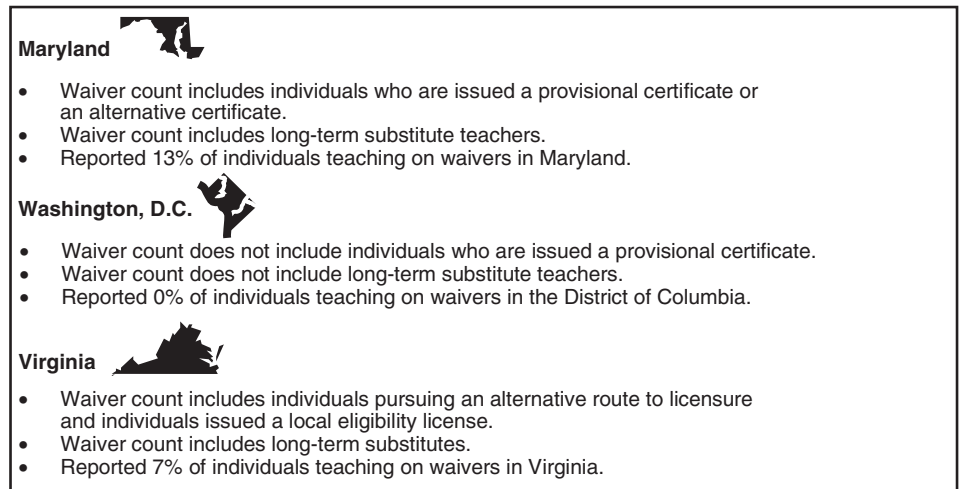 Maryland
• Waiver count includes individuals who are issued a provisional certificate or
an alternative certificate.
• Waiver count includes long-term substitute teachers.
• Reported 13% of individuals teaching on waivers in Maryland.
Washington, D.C.
• Waiver count does not include individuals who are issued a provisional certificate.
• Waiver count does not include long-term substitute teachers.
• Reported 0% of individuals teaching on waivers in the District of Columbia.
Virginia
• Waiver count includes individuals pursuing an alternative route to licensure
and individuals issued a local eligibility license.
• Waiver count includes long-term substitutes.
• Reported 7% of individuals teaching on waivers in Virginia.